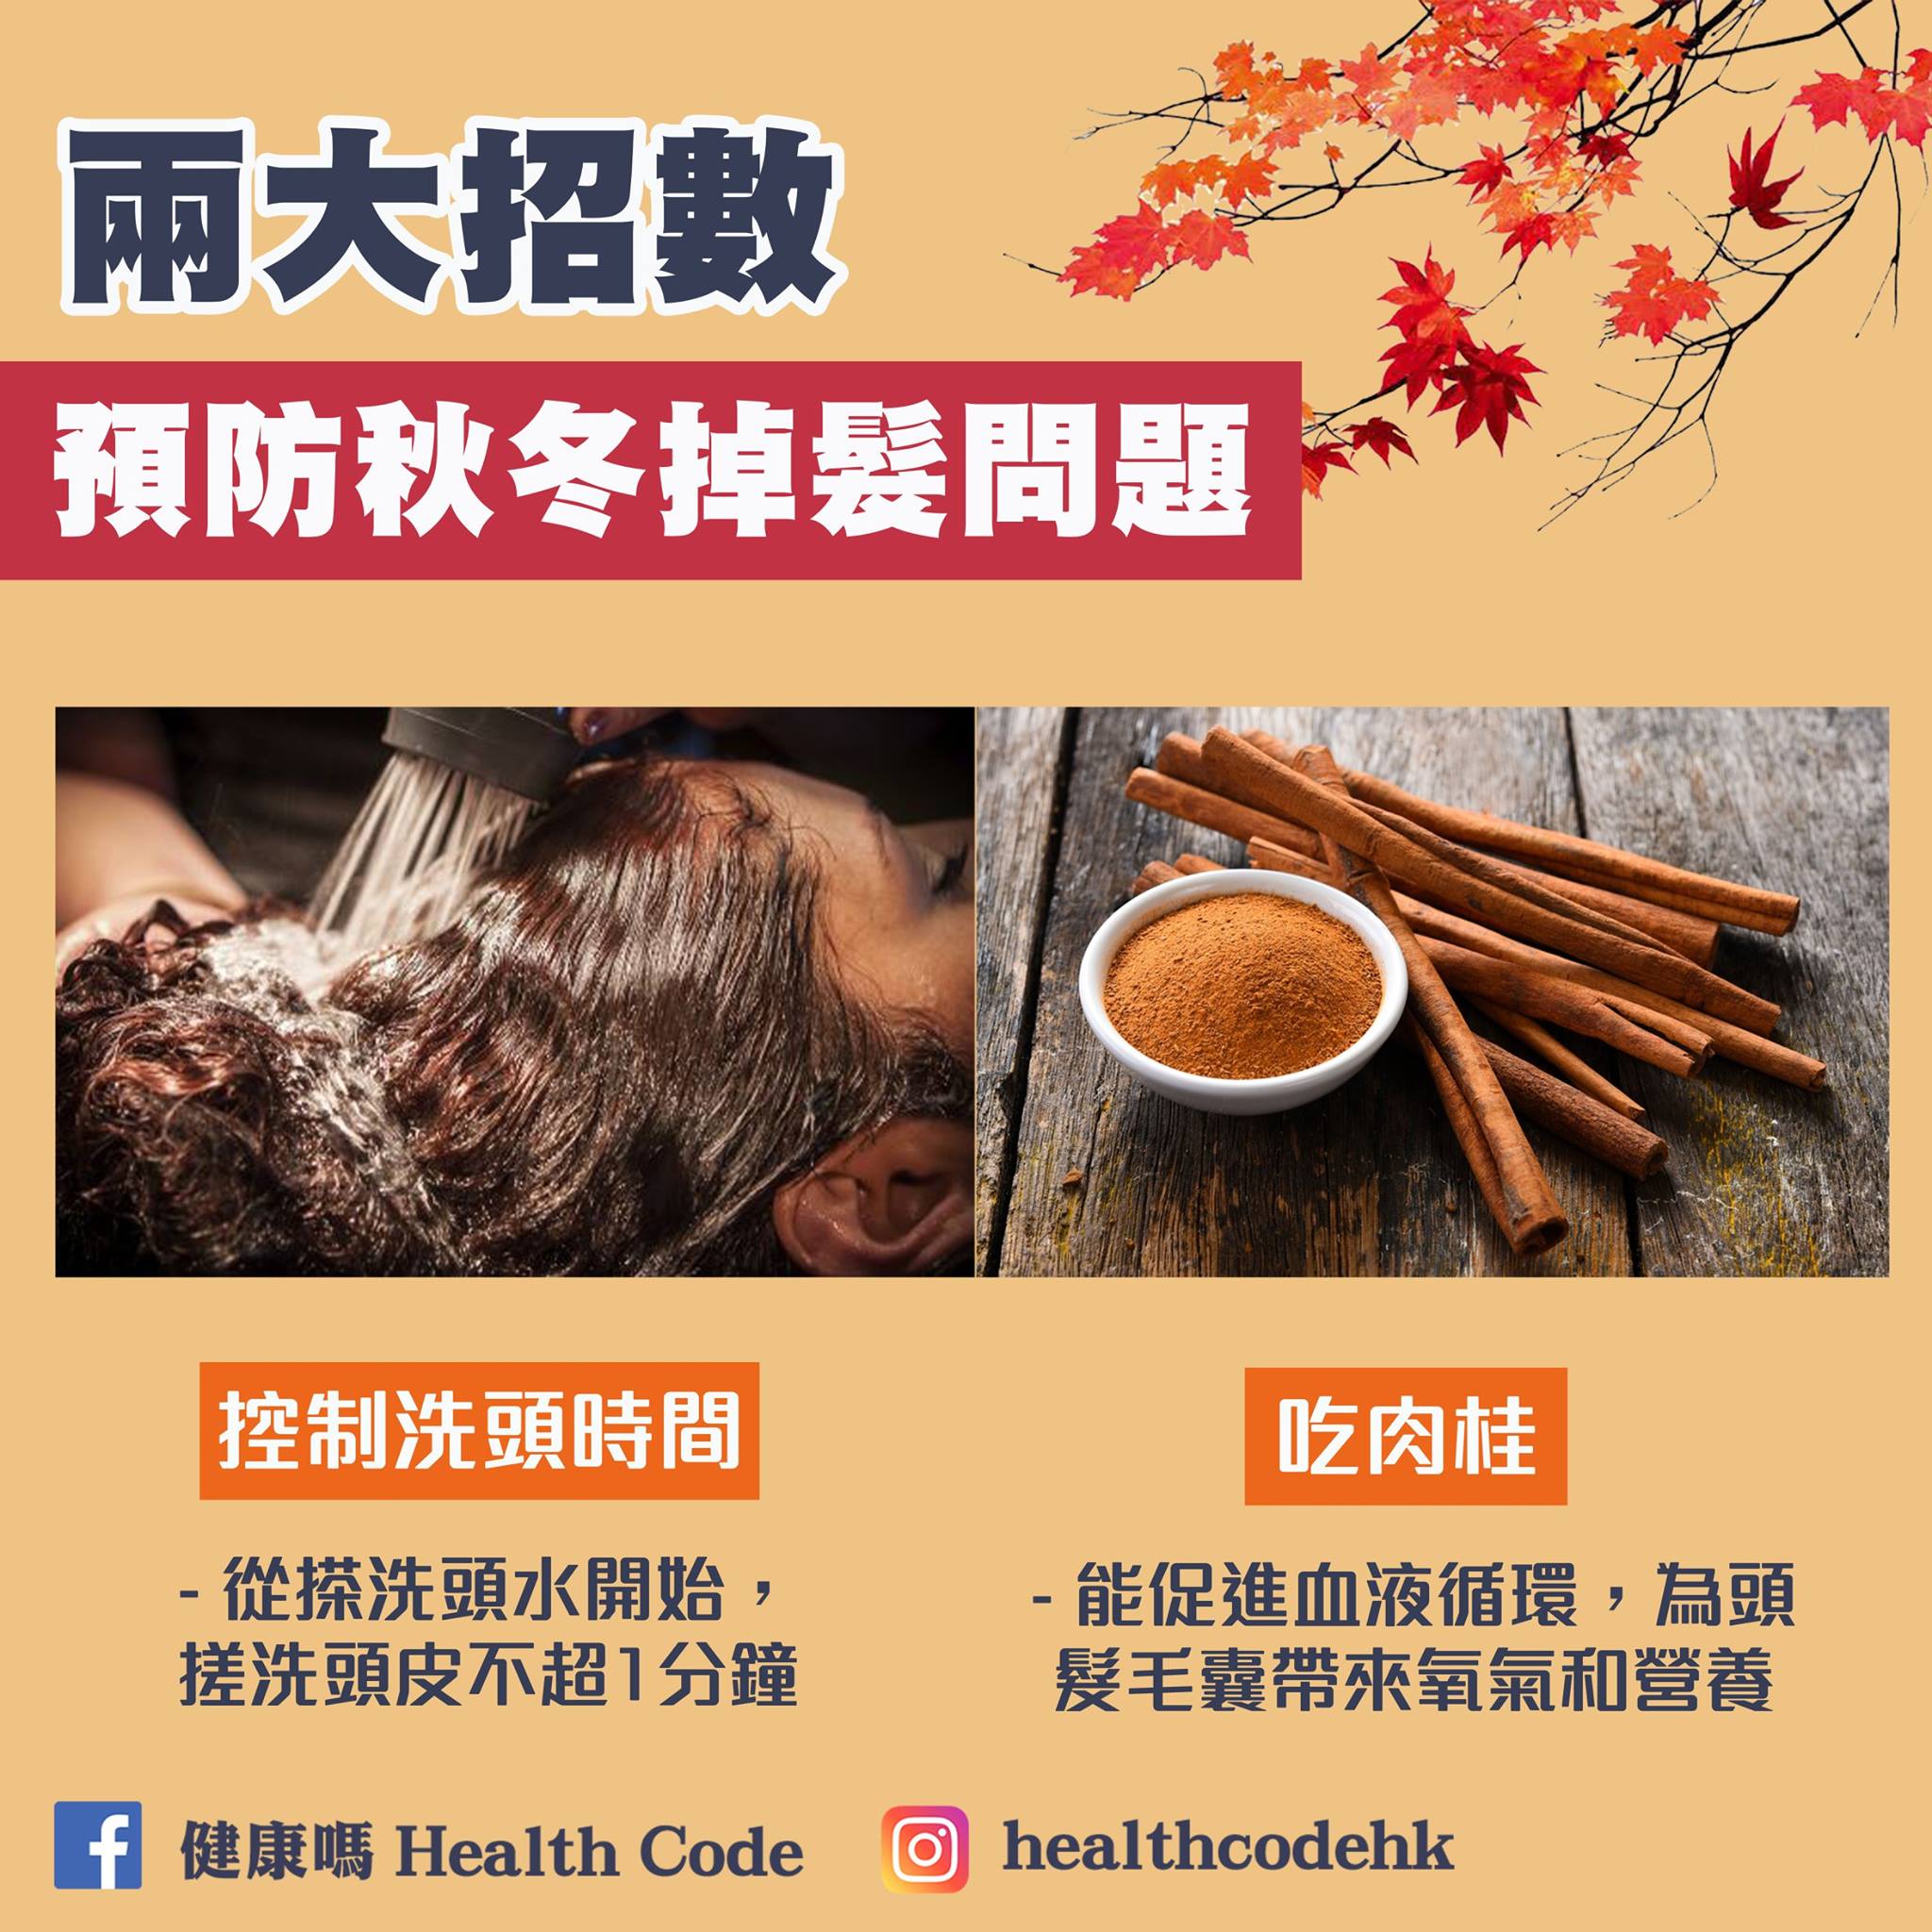 兩大招數
預防秋冬掉髮問題
控制洗頭時間
- 從搽洗頭水開始，
搓洗頭皮不超1分鐘
吃肉桂
- 能促進血液循環，為頭
髮毛囊帶來氧氣和營養
健康嗎 Health Code
healthcodehk